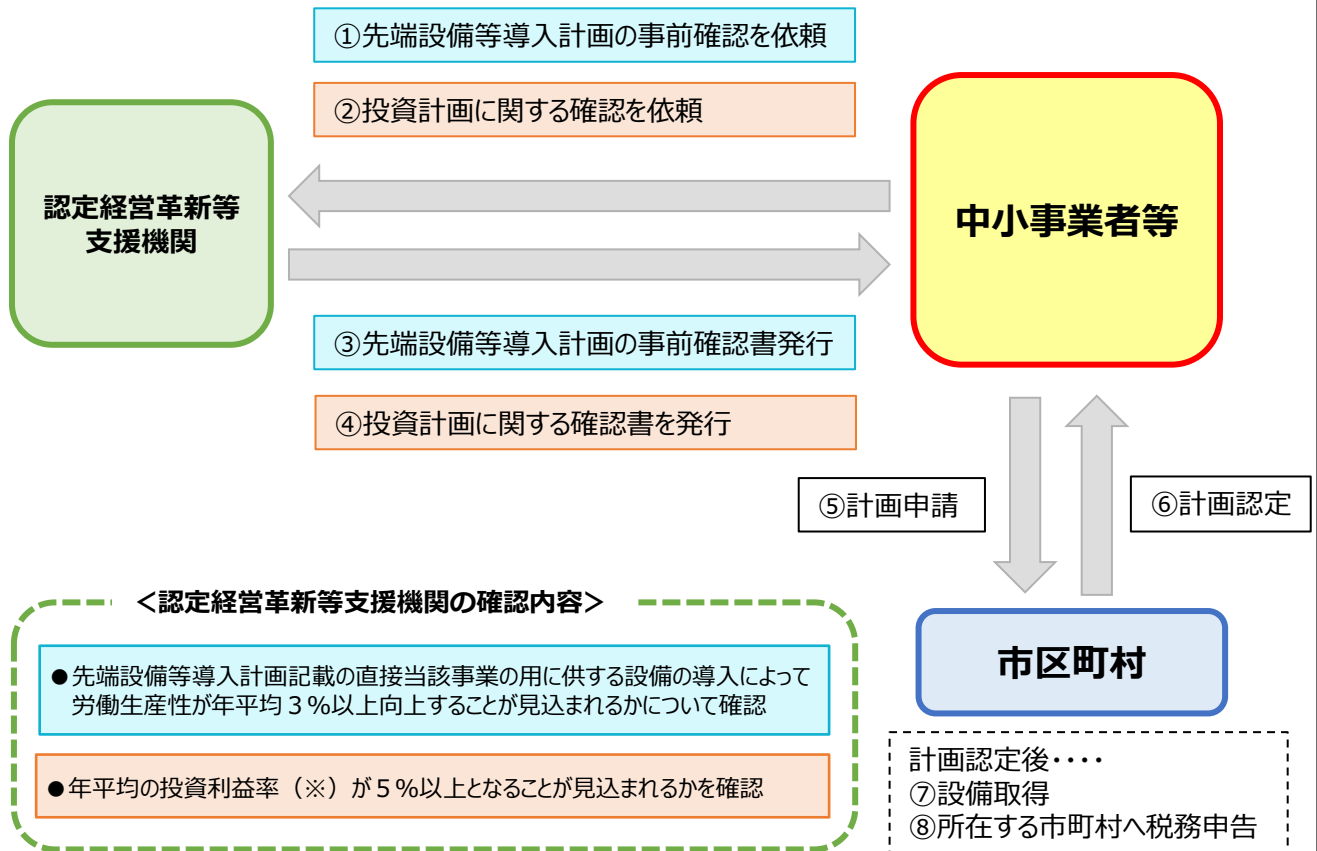 ①先端設備等導入計画の事前確認を依頼
②投資計画に関する確認を依頼
認定経営革新等
支援機関
中小事業者等
③先端設備等導入計画の事前確認書発行
④投資計画に関する確認書を発行
⑤計画申請
⑥計画認定
＜認定経営革新等支援機関の確認内容＞
●先端設備等導入計画記載の直接当該事業の用に供する設備の導入によって
労働生産性が年平均３％以上向上することが見込まれるかについて確認
●年平均の投資利益率（※）が５％以上となることが見込まれるかを確認
市区町村
計画認定後・・・・
⑦設備取得
⑧所在する市町村へ税務申告